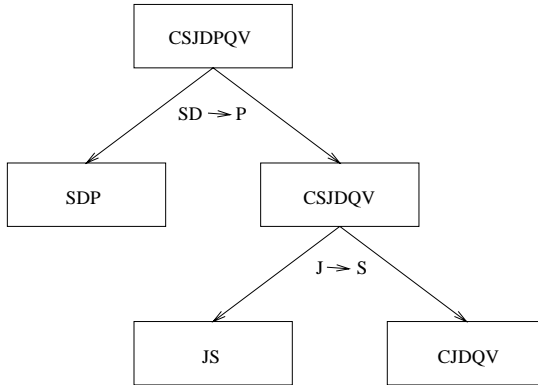 CSJDPQV
SD → P
SDP
CSJDQV
J → S
JS
CJDQV